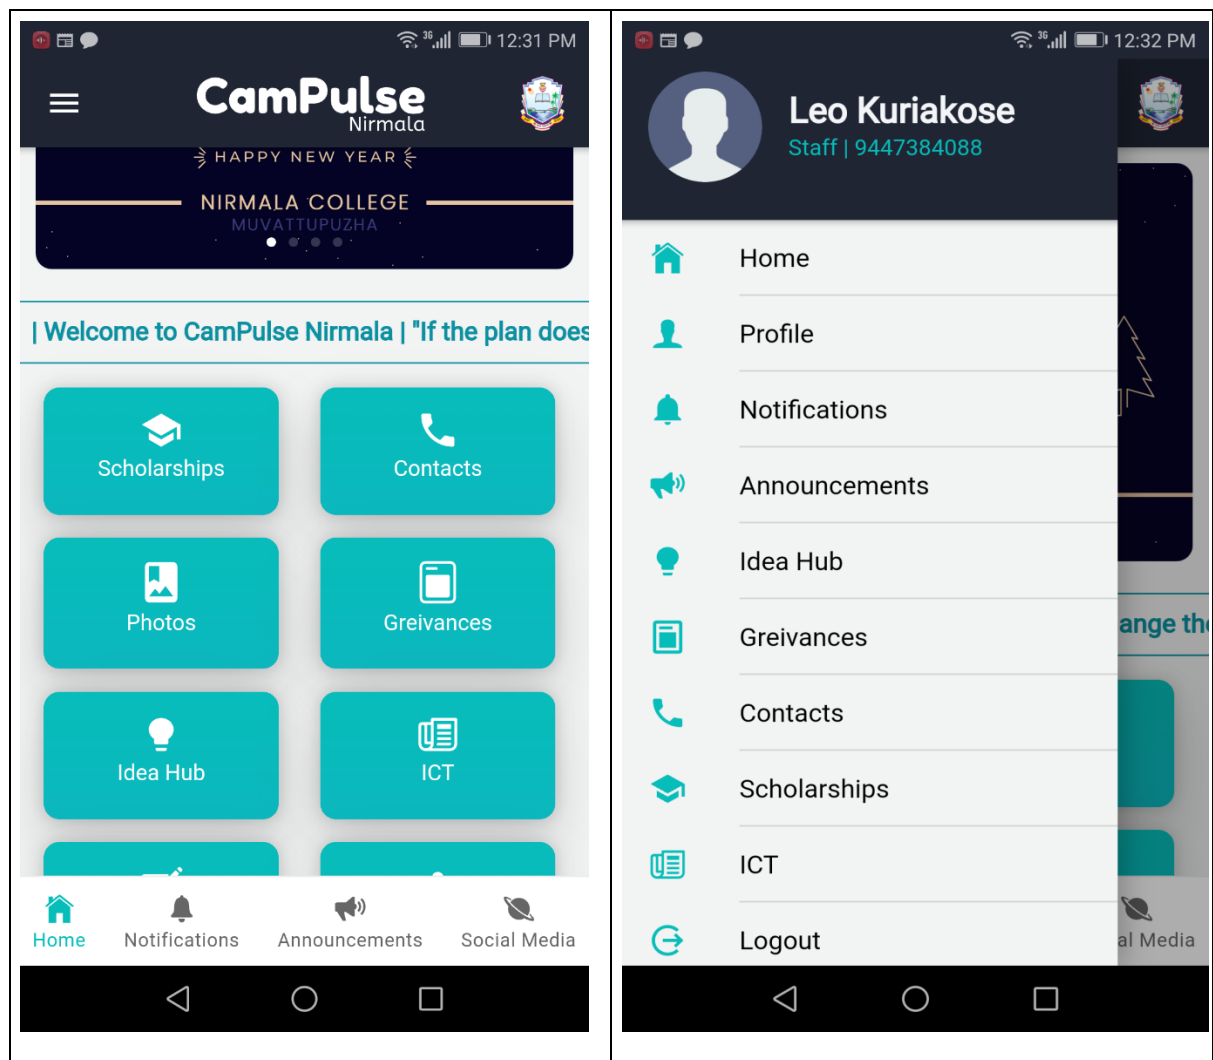 3G 12:31 PM
CamPulse
Nirmala
HAPPY NEW YEAR
NIRMALA COLLEGE
MUVATTUPUZHA
| Welcome to CamPulse Nirmala | "If the plan does
Scholarships Contacts
Photos Greivances
Idea Hub ICT
Home Notifications Announcements Social Media
3G 12:32 PM
Leo Kuriakose
Staff | 9447384088
Home
Profile
Notifications
Announcements
Idea Hub
Greivances
ange the
Contacts
Scholarships
ICT
Logout
al Media